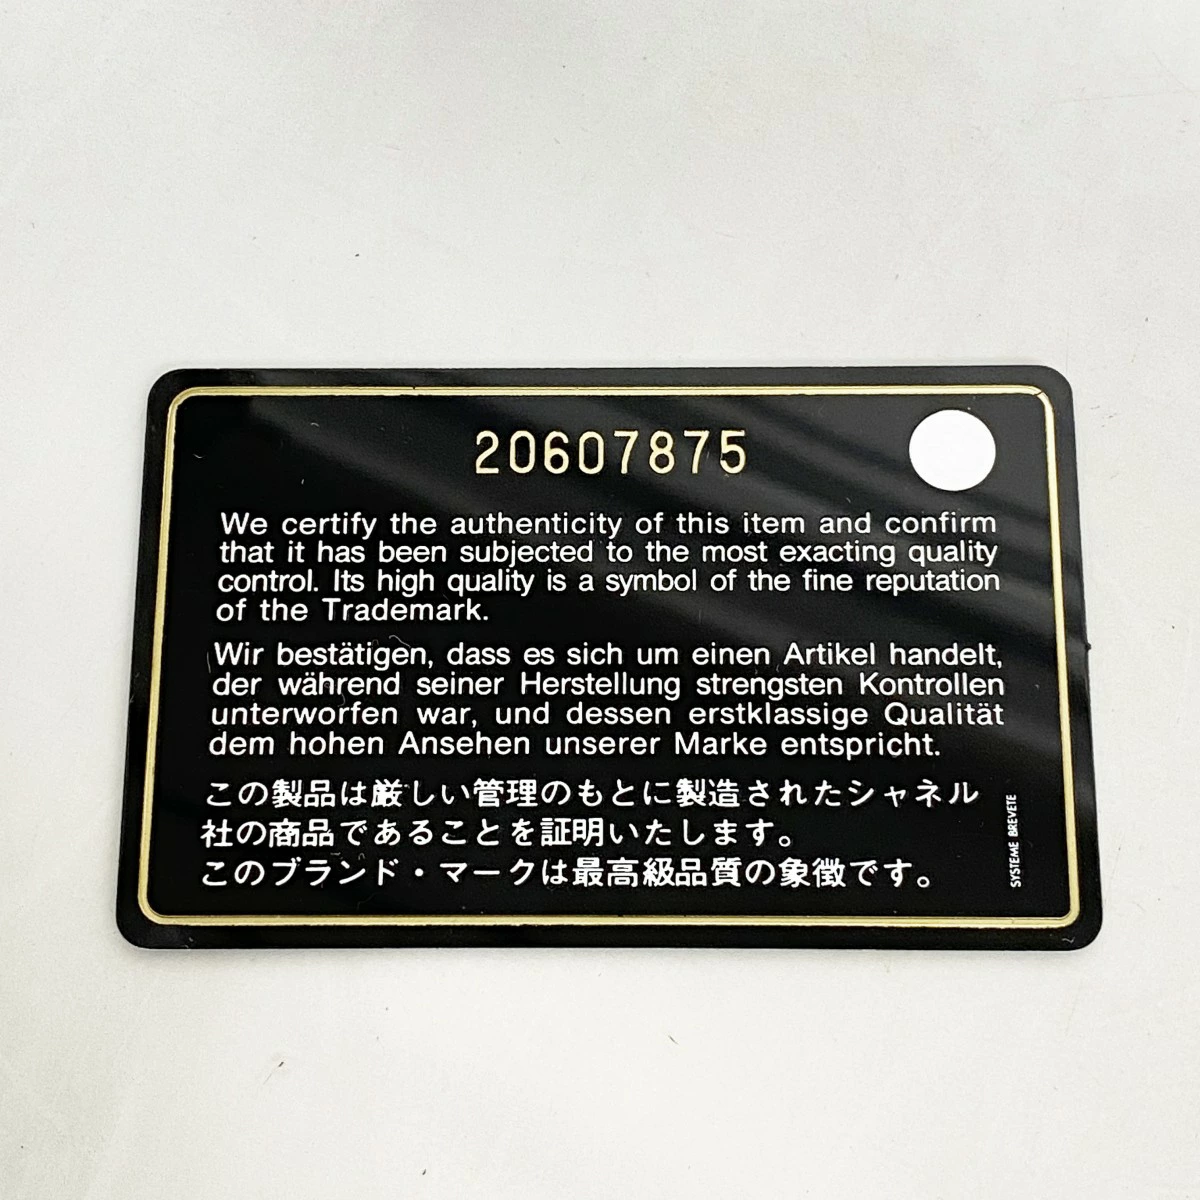 20607875
We certify the authenticity of this item and confirm
that it has been subjected to the most exacting quality
control. Its high quality is a symbol of the fine reputation
of the Trademark.
Wir bestätigen, dass es sich um einen Artikel handelt,
der während seiner Herstellung strengsten Kontrollen
unterworfen war, und dessen erstklassige Qualität
dem hohen Ansehen unserer Marke entspricht.
この製品は厳しい管理のもとに製造されたシャネル
社の商品であることを証明いたします。
このブランド・マークは最高級品質の象徴です。
SYSTEME BREVETE